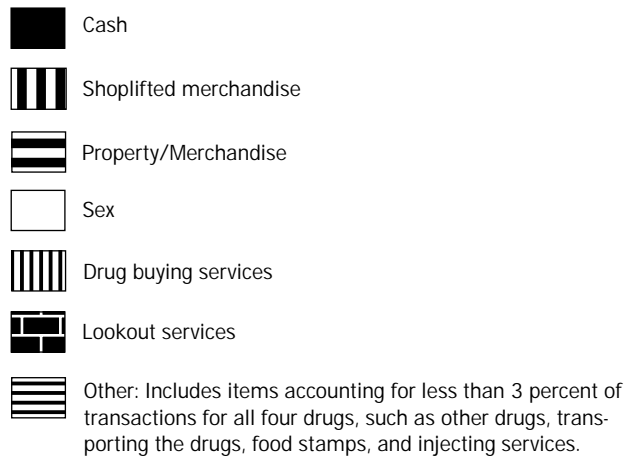 Cash
Shoplifted merchandise
Property/Merchandise
Sex
Drug buying services
Lookout services
Other: Includes items accounting for less than 3 percent of
transactions for all four drugs, such as other drugs, trans-
porting the drugs, food stamps, and injecting services.